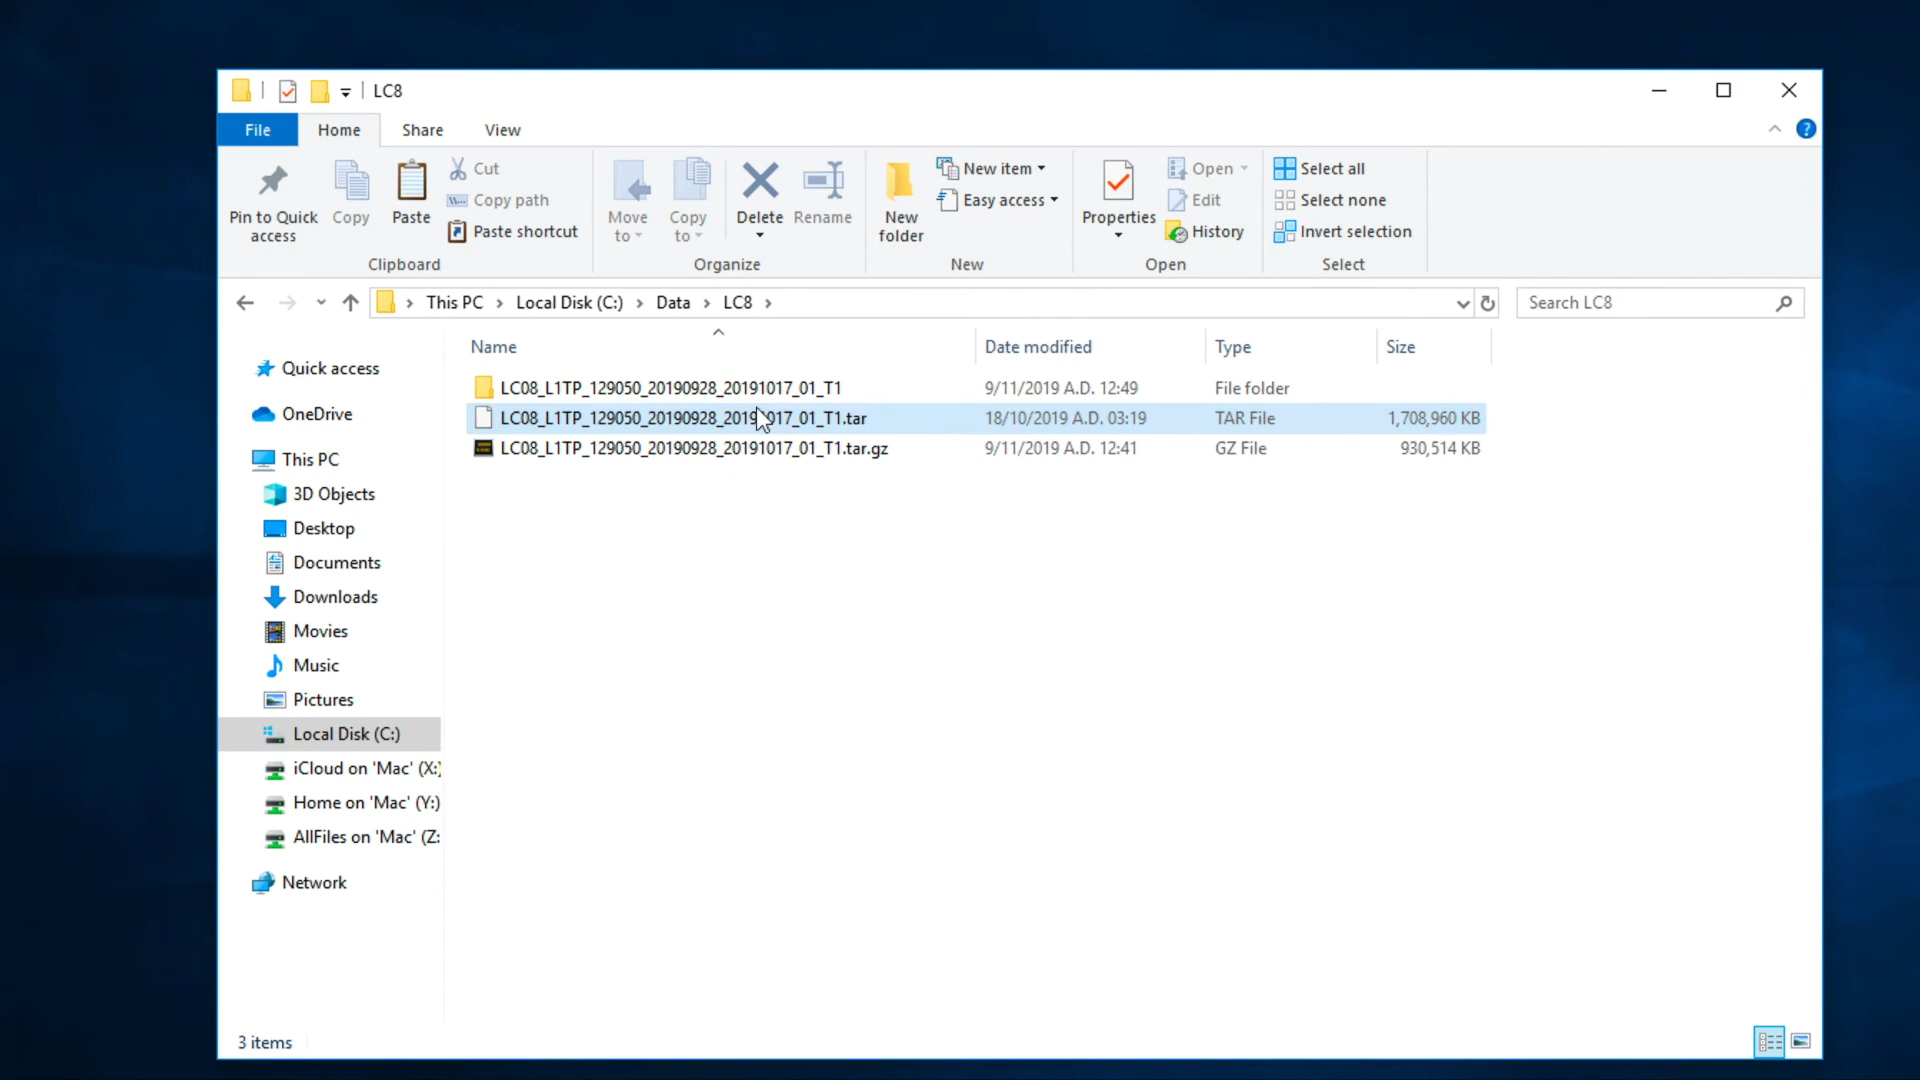 LC8
File Home Share View
Pin to Quick access
Copy
Paste
Cut
Copy path
Paste shortcut
Clipboard
Move to
Copy to
Delete
Rename
Organize
New folder
New item
Easy access
New
Properties
Open
Edit
History
Open
Select all
Select none
Invert selection
Select
This PC > Local Disk (C:) > Data > LC8 >
Search LC8
Name Date modified Type Size
LC08_L1TP_129050_20190928_20191017_01_T1 9/11/2019 A.D. 12:49 File folder
LC08_L1TP_129050_20190928_20191017_01_T1.tar 18/10/2019 A.D. 03:19 TAR File 1,708,960 KB
LC08_L1TP_129050_20190928_20191017_01_T1.tar.gz 9/11/2019 A.D. 12:41 GZ File 930,514 KB
Quick access
OneDrive
This PC
3D Objects
Desktop
Documents
Downloads
Movies
Music
Pictures
Local Disk (C:)
iCloud on 'Mac' (X:)
Home on 'Mac' (Y:)
AllFiles on 'Mac' (Z:
Network
3 items